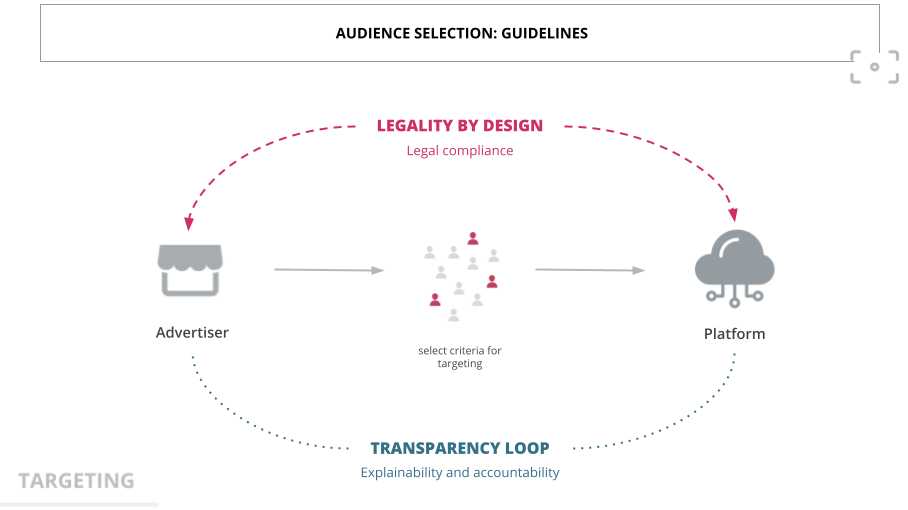 AUDIENCE SELECTION: GUIDELINES
LEGALITY BY DESIGN
Legal compliance
Advertiser
select criteria for
targeting
Platform
TRANSPARENCY LOOP
Explainability and accountability
TARGETING